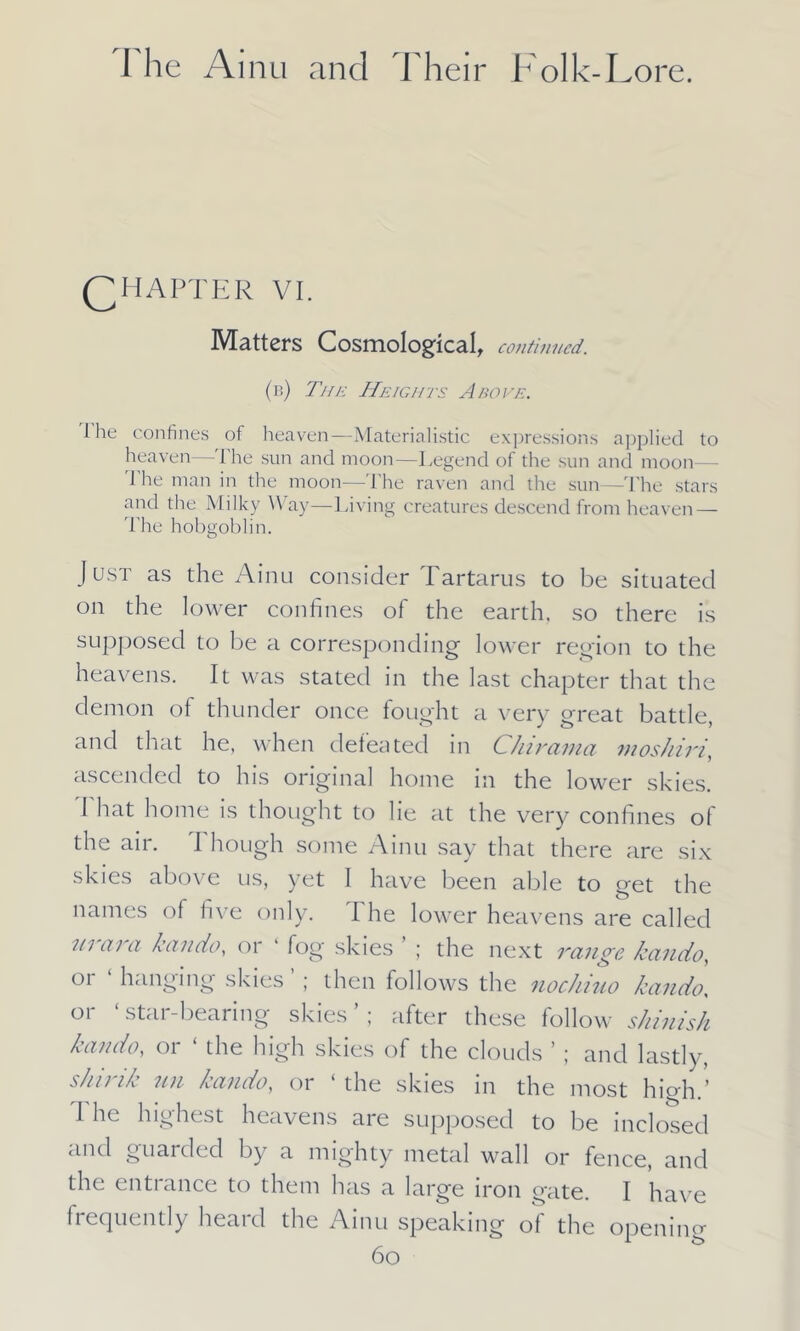 The Ainu and Their Folk-Lore.
CHAPTER VI.
Matters Cosmological, continued.
(B) THE HEIGHTS ABOVE.
The confines of heaven—Materialistic expressions applied to
heaven—The sun and moon—Legend of the sun and moon—
The man in the moon—The raven and the sun—The stars
and the Milky Way—Living creatures descend from heaven—
The hobgoblin.
JUST as the Ainu consider Tartarus to be situated
on the lower confines of the earth, so there is
supposed to be a corresponding lower region to the
heavens. It was stated in the last chapter that the
demon of thunder once fought a very great battle,
and that he, when defeated in Chirama moshiri,
ascended to his original home in the lower skies.
That home is thought to lie at the very confines of
the air. Though some Ainu say that there are six
skies above us, yet I have been able to get the
names of five only. The lower heavens are called
urara kando, or ‘ fog skies ’ ; the next range kando,
or ‘ hanging skies ’ ; then follows the nochiuo kando,
or ‘ star-bearing skies ’ ; after these follow shinish
kando, or ‘ the high skies of the clouds ’ ; and lastly,
shirik un kando, or ‘ the skies in the most high.’
The highest heavens are supposed to be inclosed
and guarded by a mighty metal wall or fence, and
the entrance to them has a large iron gate. I have
frequently heard the Ainu speaking of the opening
60